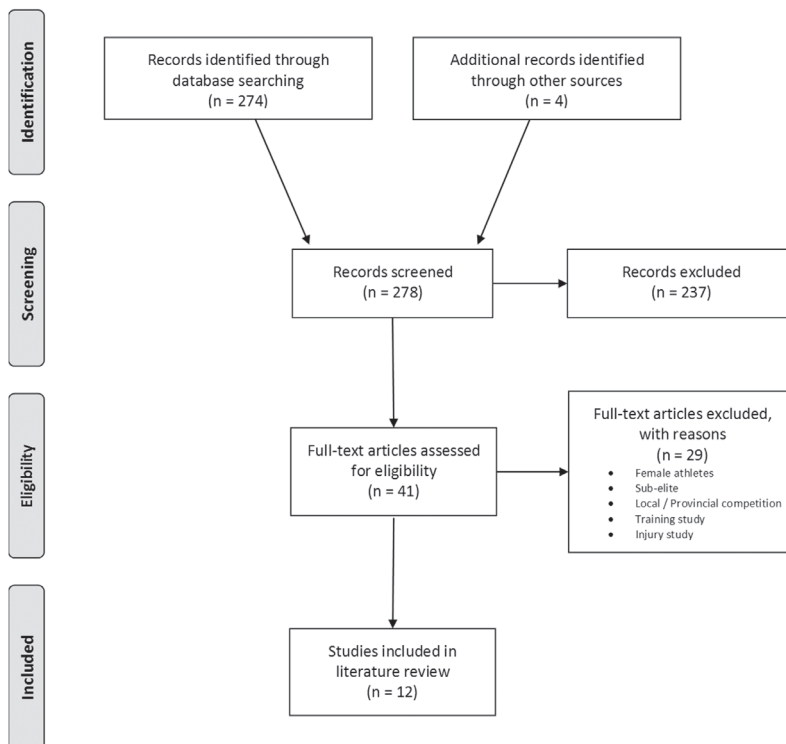 Identification
Records identified through
database searching
(n = 274)
Additional records identified
through other sources
(n = 4)
Screening
Records screened
(n = 278)
Records excluded
(n = 237)
Eligibility
Full-text articles assessed
for eligibility
(n = 41)
Full-text articles excluded,
with reasons
(n = 29)
• Female athletes
• Sub-elite
• Local / Provincial competition
• Training study
• Injury study
Included
Studies included in
literature review
(n = 12)